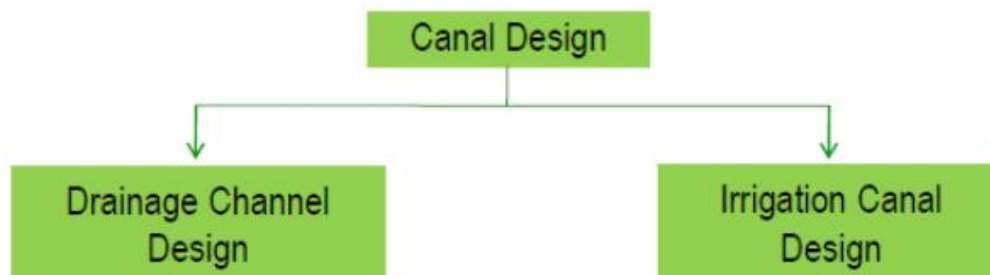 Canal Design
Drainage Channel
Design
Irrigation Canal
Design